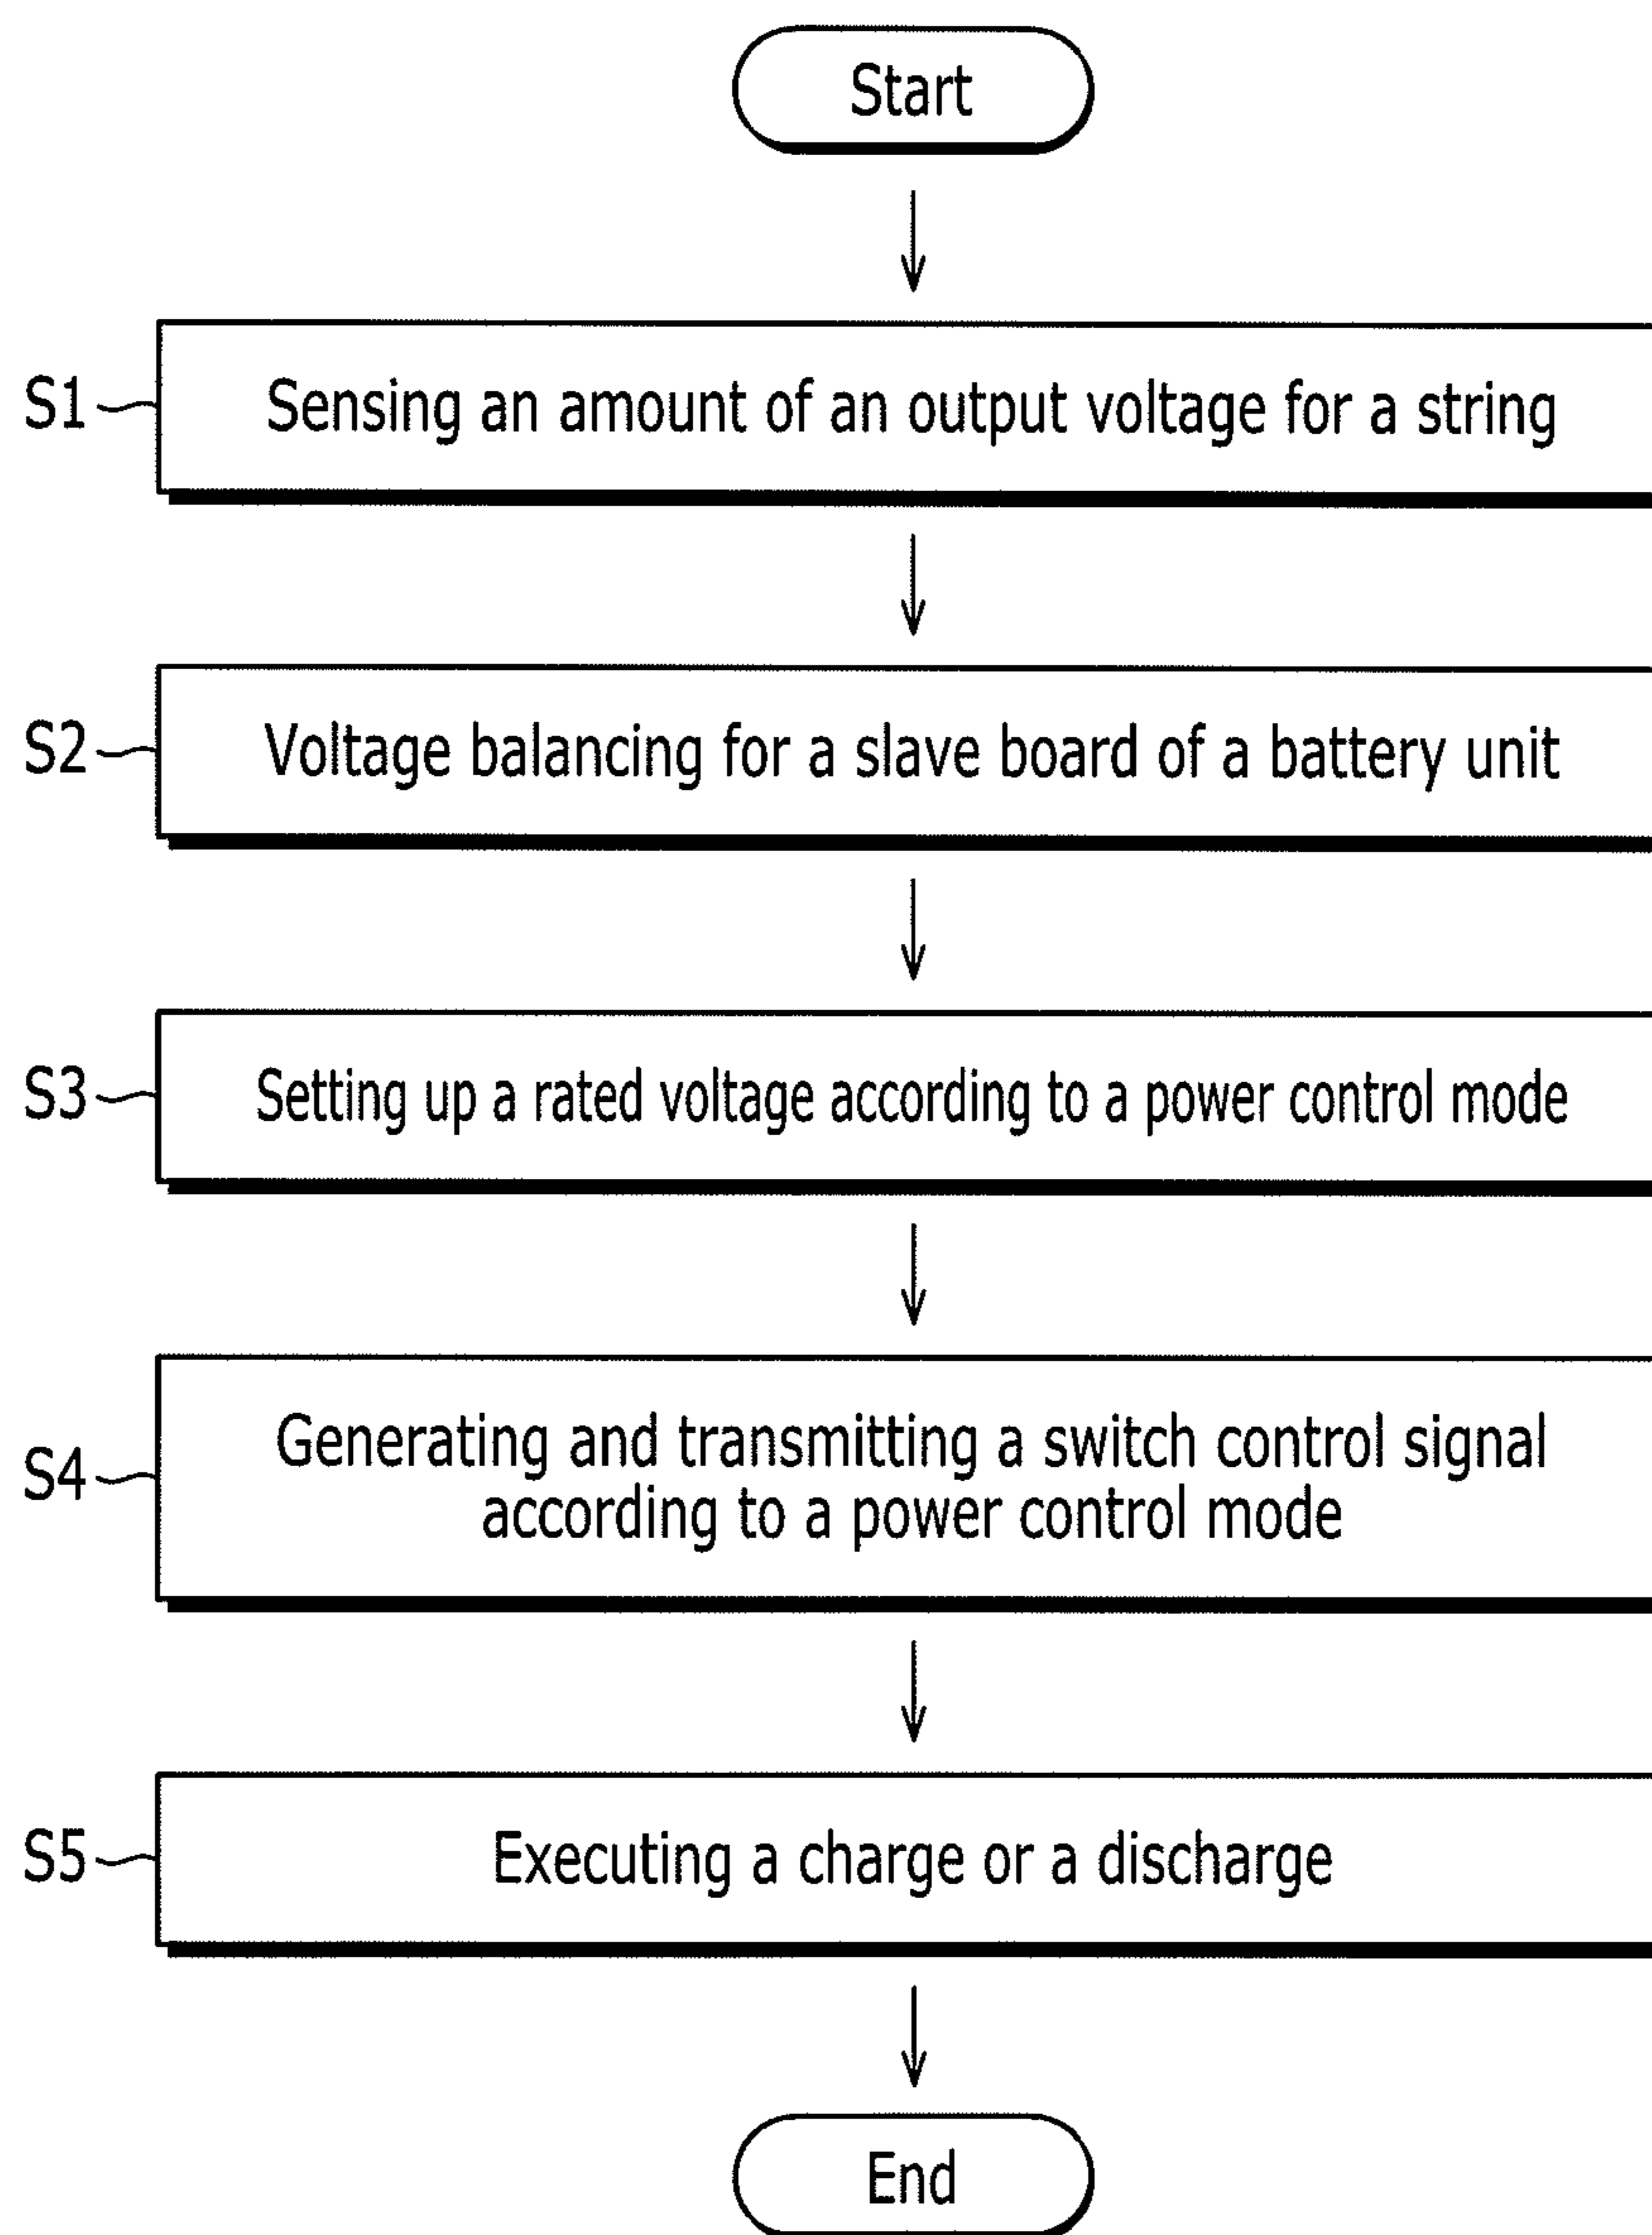 Start
S1 Sensing an amount of an output voltage for a string
S2 Voltage balancing for a slave board of a battery unit
S3 Setting up a rated voltage according to a power control mode
S4 Generating and transmitting a switch control signal
according to a power control mode
S5 Executing a charge or a discharge
End